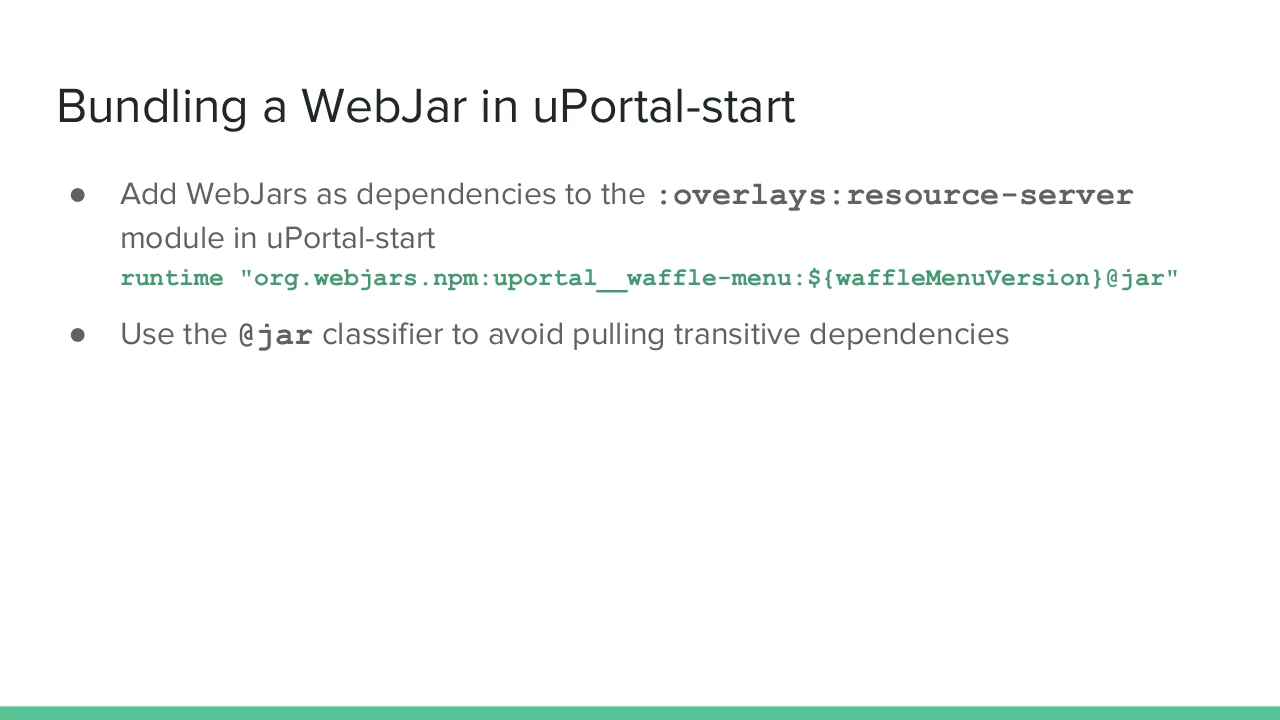 Bundling a WebJar in uPortal-start
● Add WebJars as dependencies to the :overlays:resource-server
module in uPortal-start
runtime "org.webjars.npm:uportal__waffle-menu:${waffleMenuVersion}@jar"
● Use the @jar classifier to avoid pulling transitive dependencies